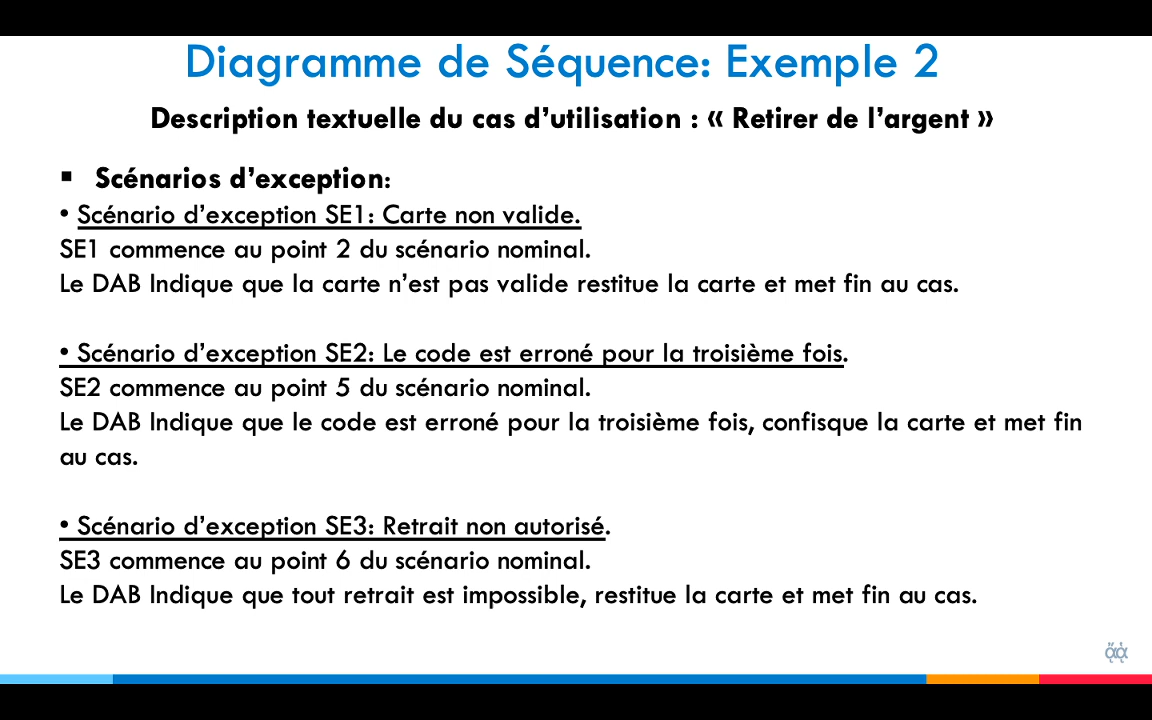 Diagramme de Séquence: Exemple 2
Description textuelle du cas d’utilisation : « Retirer de l’argent »
▪ Scénarios d’exception:
• Scénario d’exception SE1: Carte non valide.
SE1 commence au point 2 du scénario nominal.
Le DAB Indique que la carte n’est pas valide restitue la carte et met fin au cas.
• Scénario d’exception SE2: Le code est erroné pour la troisième fois.
SE2 commence au point 5 du scénario nominal.
Le DAB Indique que le code est erroné pour la troisième fois, confisque la carte et met fin
au cas.
• Scénario d’exception SE3: Retrait non autorisé.
SE3 commence au point 6 du scénario nominal.
Le DAB Indique que tout retrait est impossible, restitue la carte et met fin au cas.